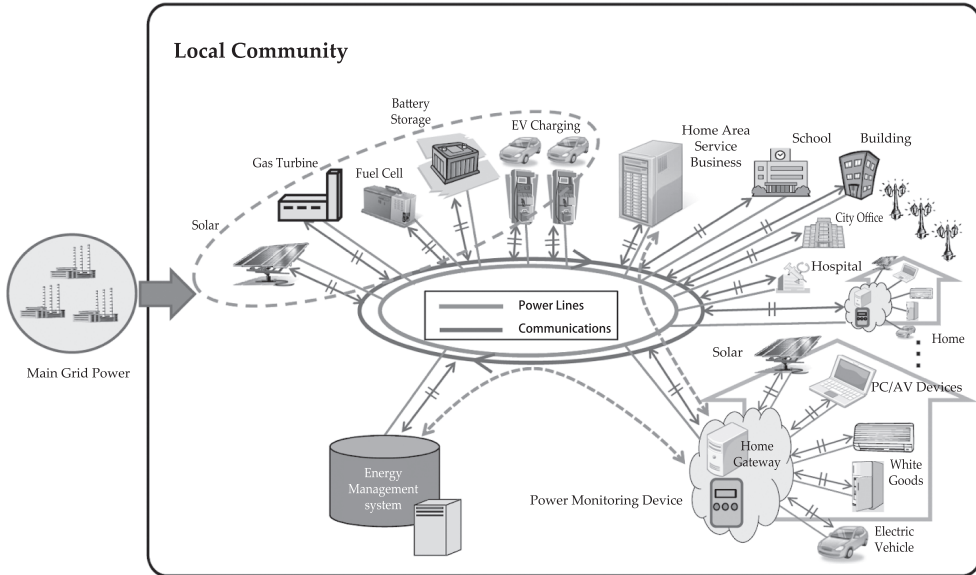 Local Community
Battery
Storage
EV Charging
Home Area
Service
Business
School
Building
Gas Turbine
Fuel Cell
City Office
Solar
Hospital
Power Lines
Communications
Main Grid Power
Home
Solar
PC/AV Devices
Home
Gateway
White
Goods
Energy
Management
system
Power Monitoring Device
Electric
Vehicle